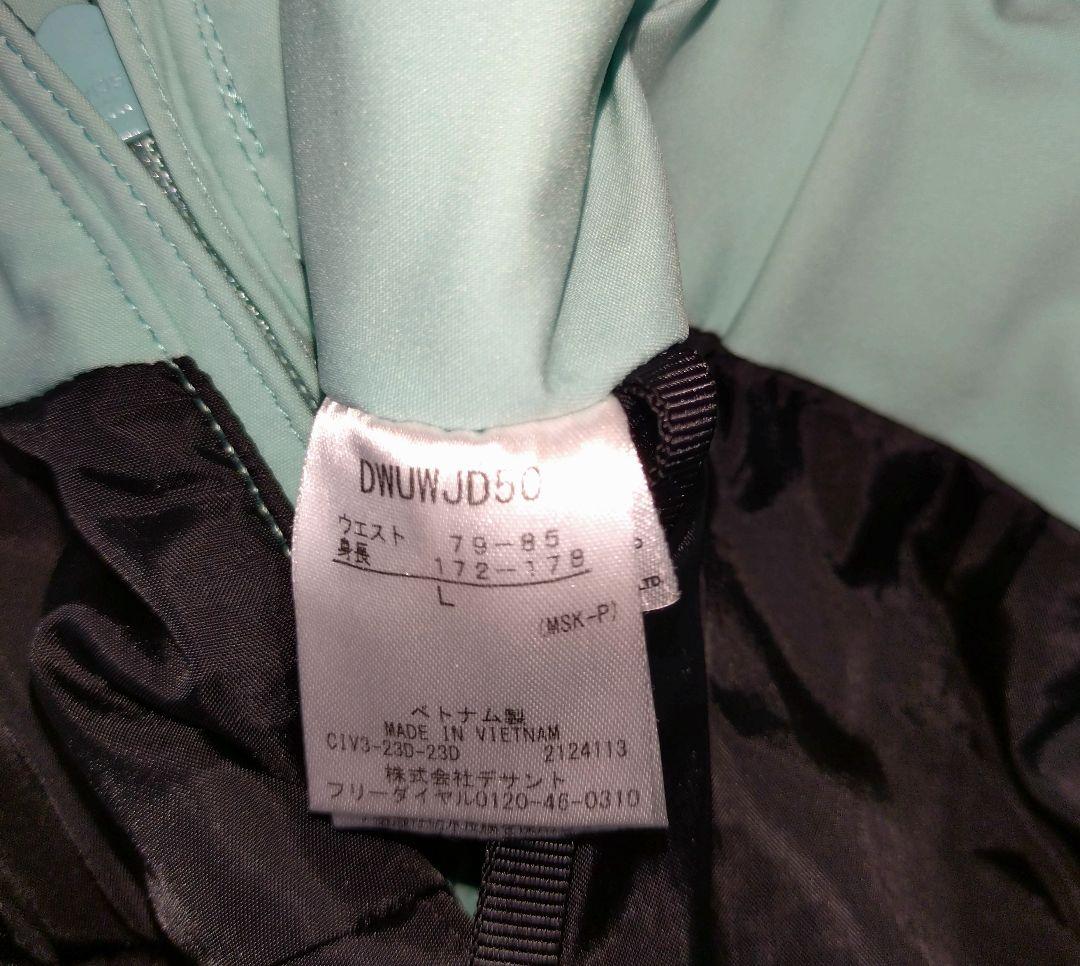 DWUWJD50
ウエスト 79-85
身長 172-178
L
(MSK-P)
LTD.
ベトナム製
MADE IN VIETNAM
CIV3-23D-23D 2124113
株式会社デサント
フリーダイヤル0120-46-0310